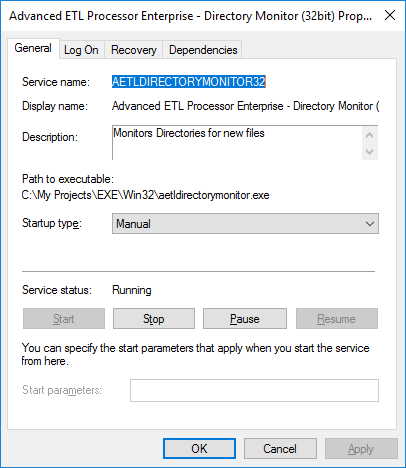 Advanced ETL Processor Enterprise - Directory Monitor (32bit) Prop...
General Log On Recovery Dependencies
Service name: AETLDIRECTORYMONITOR32
Display name: Advanced ETL Processor Enterprise - Directory Monitor (
Description: Monitors Directories for new files
Path to executable:
C:\My Projects\EXE\Win32\aetldirectorymonitor.exe
Startup type: Manual
Service status: Running
Start Stop Pause Resume
You can specify the start parameters that apply when you start the service
from here.
Start parameters:
OK Cancel Apply